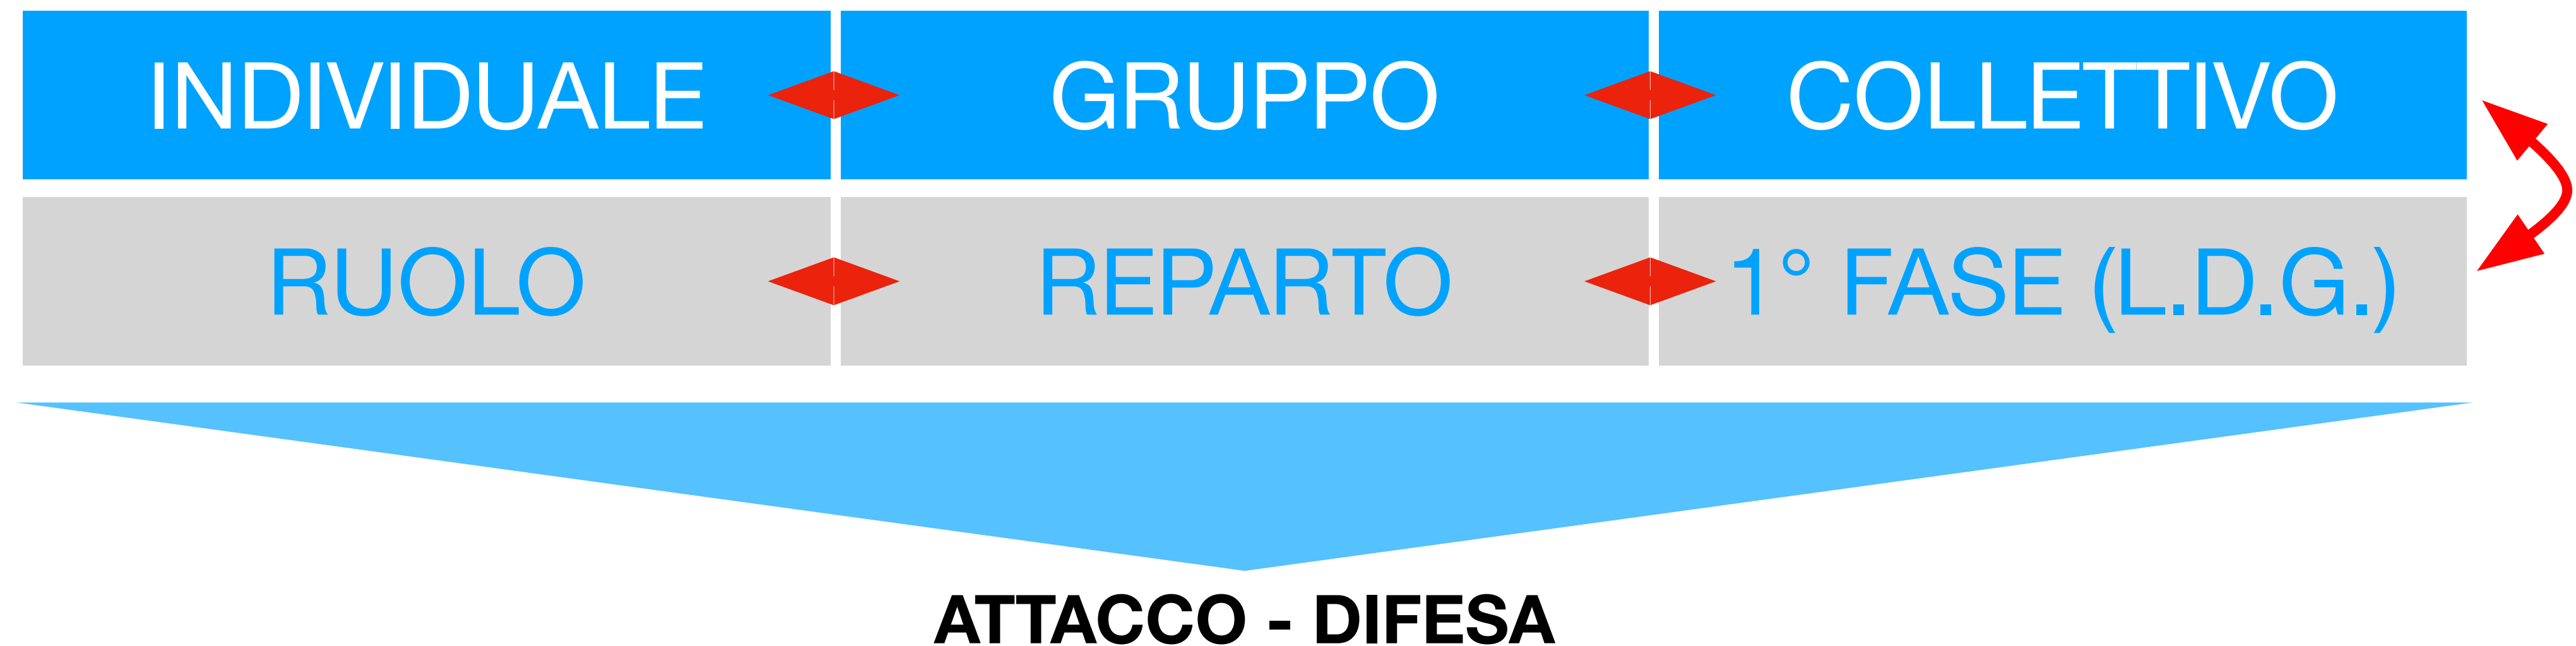 INDIVIDUALE GRUPPO COLLETTIVO
RUOLO REPARTO 1° FASE (L.D.G.)
ATTACCO - DIFESA